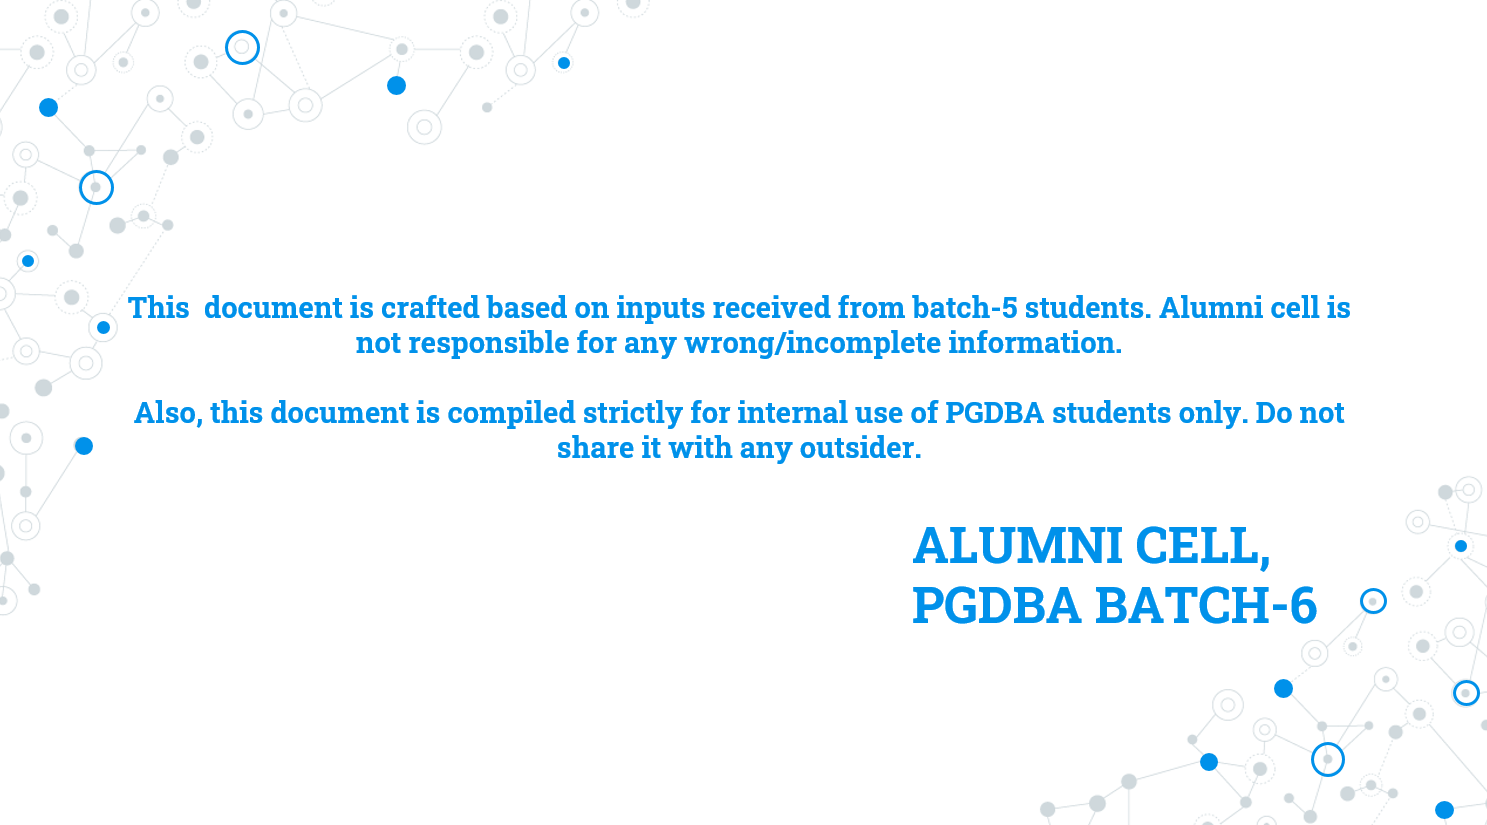 This  document is crafted based on inputs received from batch-5 students. Alumni cell is
not responsible for any wrong/incomplete information.
Also, this document is compiled strictly for internal use of PGDBA students only. Do not
share it with any outsider.
ALUMNI CELL,
PGDBA BATCH-6